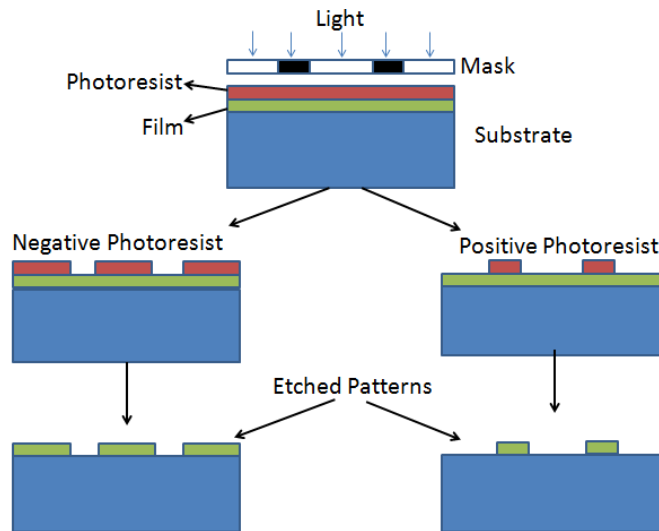 Light
Mask
Photoresist
Film
Substrate
Negative Photoresist
Positive Photoresist
Etched Patterns